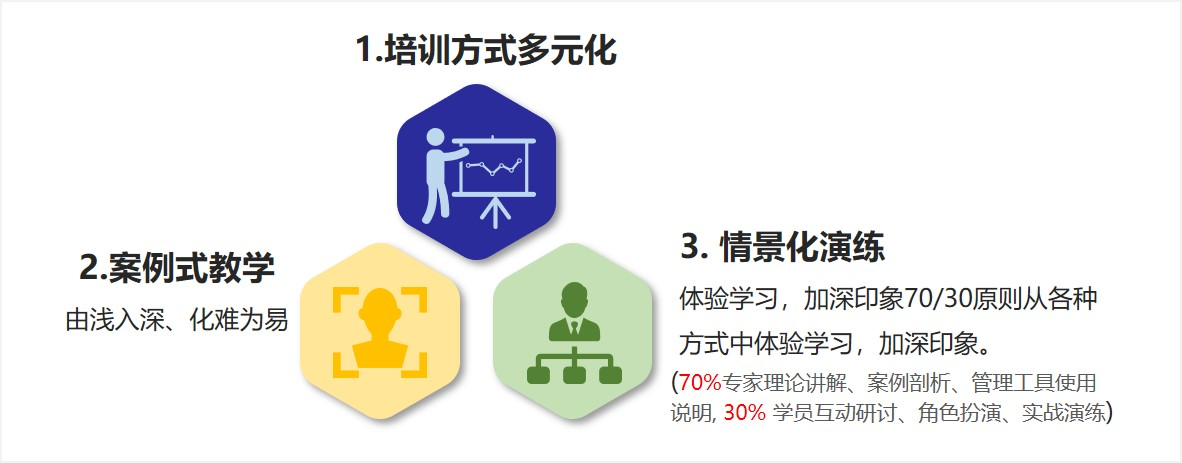 1.培训方式多元化
2.案例式教学
由浅入深、化难为易
3. 情景化演练
体验学习，加深印象70/30原则从各种
方式中体验学习，加深印象。
(70%专家理论讲解、案例剖析、管理工具使用
说明, 30% 学员互动研讨、角色扮演、实战演练)